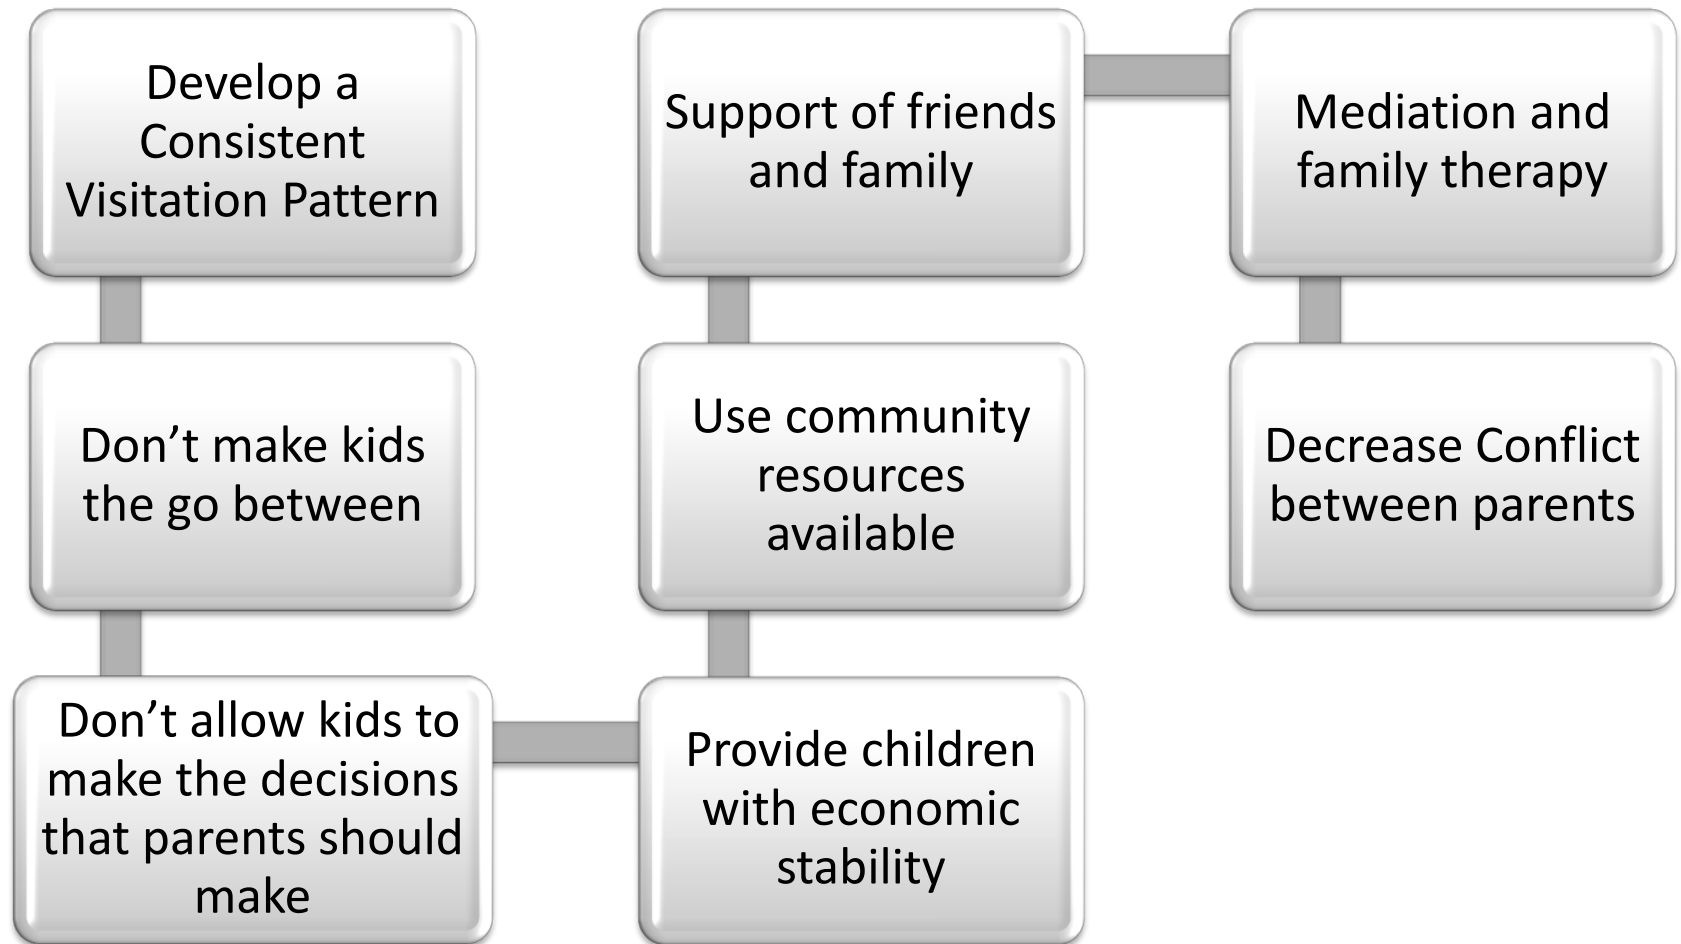 Develop a
Consistent
Visitation Pattern
Don’t make kids
the go between
Don’t allow kids to
make the decisions
that parents should
make
Provide children
with economic
stability
Use community
resources
available
Support of friends
and family
Mediation and
family therapy
Decrease Conflict
between parents